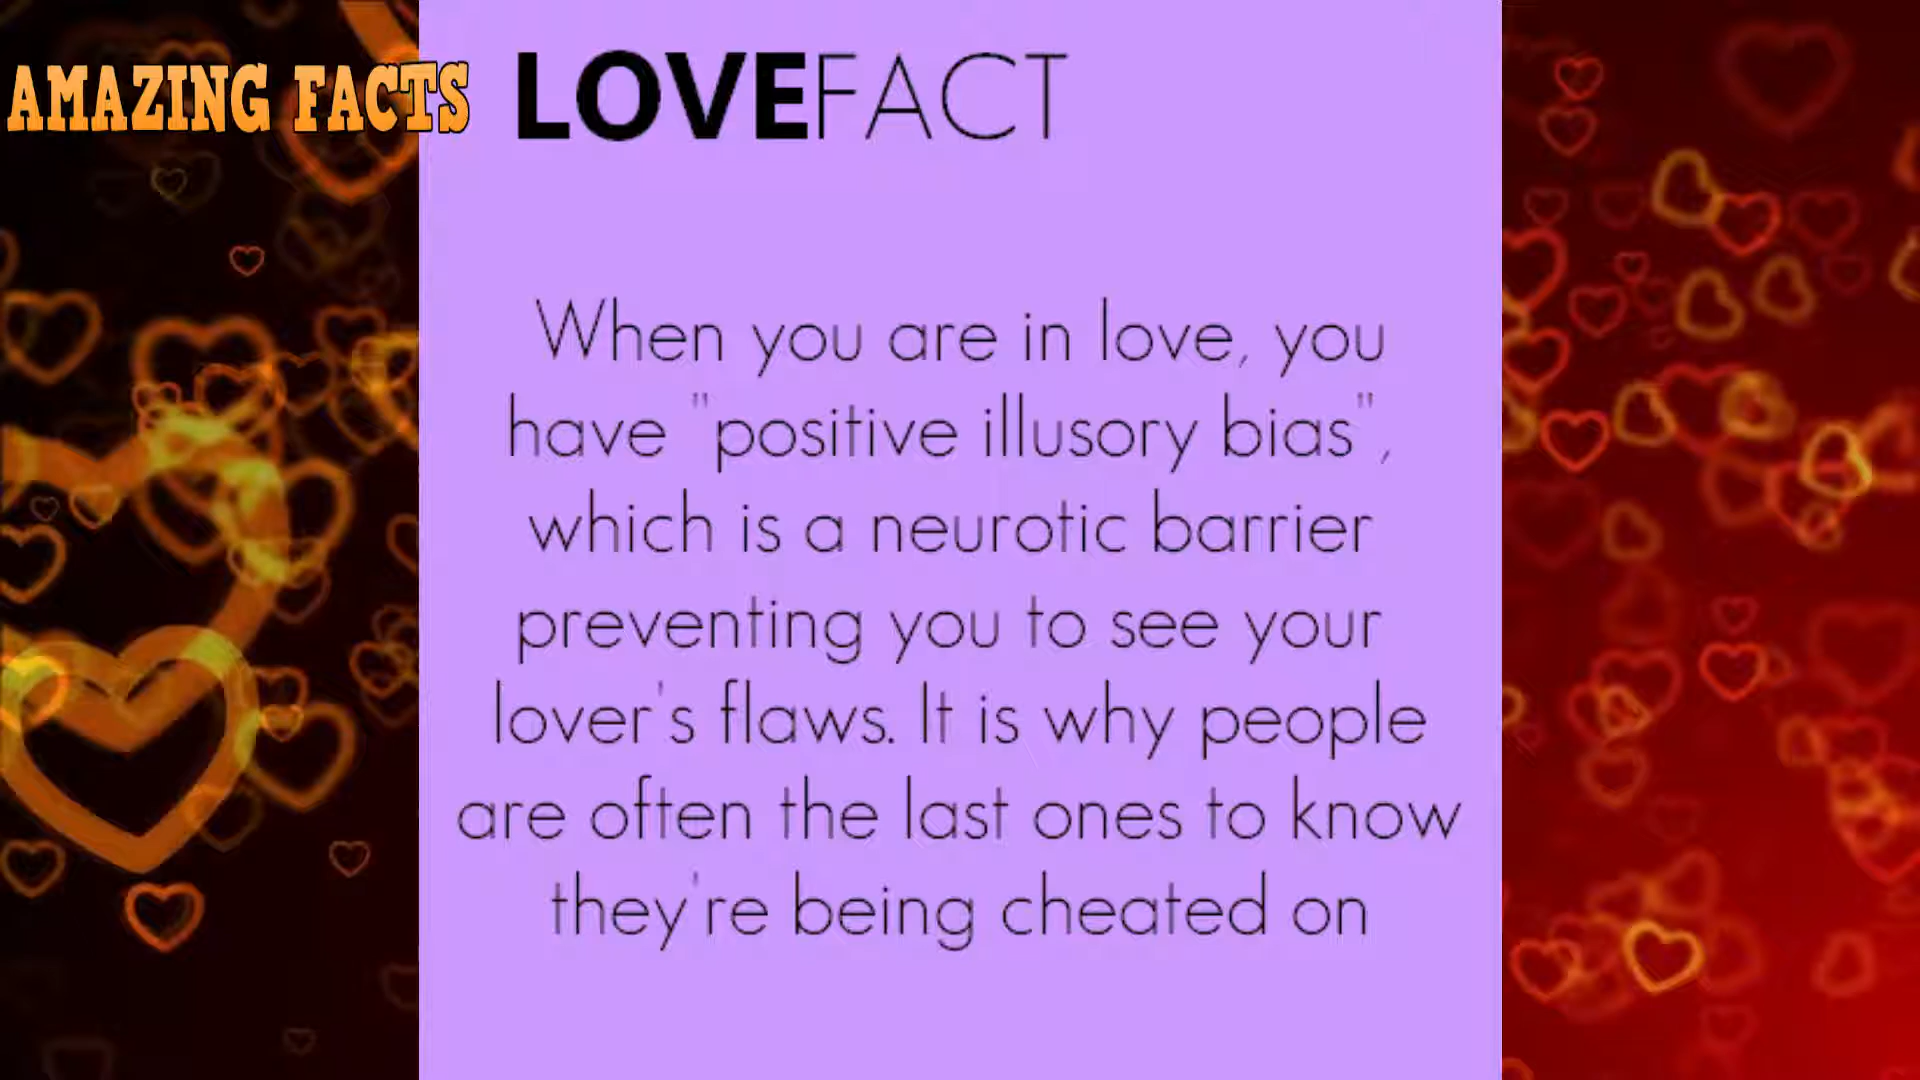 AMAZING FACTS
LOVEFACT
When you are in love, you
have "positive illusory bias",
which is a neurotic barrier
preventing you to see your
lover's flaws. It is why people
are often the last ones to know
they're being cheated on